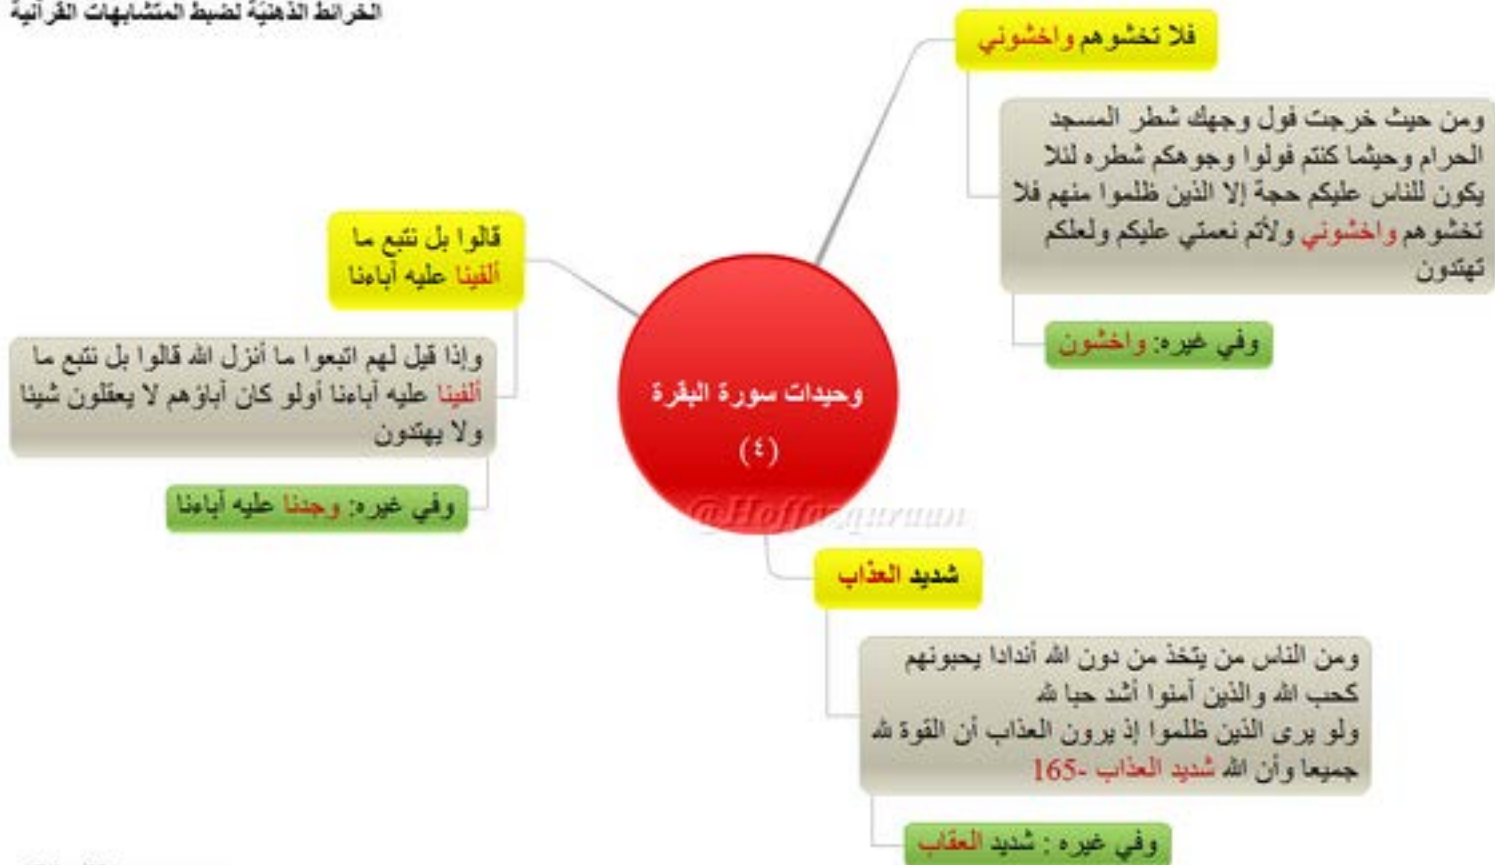 الخرائط الذهنيّة لضبط المتشابهات القرآنية
فلا تخشوهم واخشوني
ومن حيث خرجت فول وجهك شطر المسجد
الحرام وحيثما كنتم فولوا وجوهكم شطره لئلا
يكون للناس عليكم حجة إلا الذين ظلموا منهم فلا
تخشوهم واخشوني ولأتم نعمتي عليكم ولعلكم
تهتدون
وفي غيره: واخشون
قالوا بل نتبع ما
ألفينا عليه آباءنا
وإذا قيل لهم اتبعوا ما أنزل الله قالوا بل نتبع ما
ألفينا عليه آباءنا أولو كان آباؤهم لا يعقلون شيئا
ولا يهتدون
وفي غيره: وجدنا عليه آباءنا
وحيدات سورة البقرة
(٤)
@Hoffazquraan
شديد العذاب
ومن الناس من يتخذ من دون الله أندادا يحبونهم
كحب الله والذين آمنوا أشد حبا لله
ولو يرى الذين ظلموا إذ يرون العذاب أن القوة لله
جميعا وأن الله شديد العذاب -165
وفي غيره : شديد العقاب